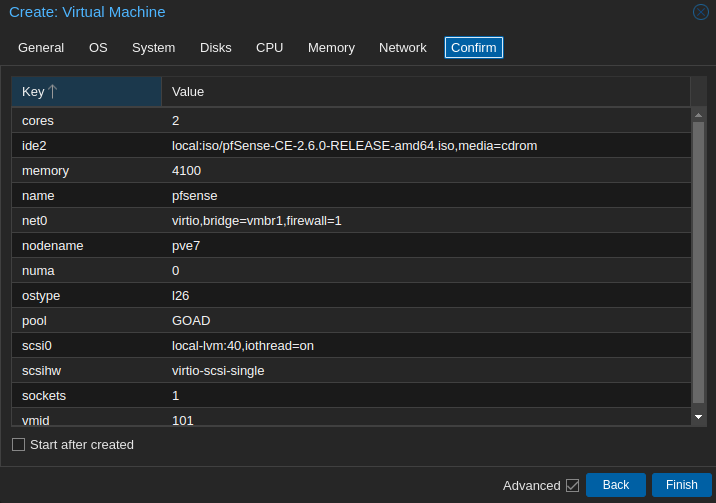 Create: Virtual Machine
General OS System Disks CPU Memory Network Confirm
Key Value
cores 2
ide2 local:iso/pfSense-CE-2.6.0-RELEASE-amd64.iso,media=cdrom
memory 4100
name pfsense
net0 virtio,bridge=vmbr1,firewall=1
nodename pve7
numa 0
ostype l26
pool GOAD
scsi0 local-lvm:40,iothread=on
scsihw virtio-scsi-single
sockets 1
vmid 101
Start after created
Advanced Back Finish